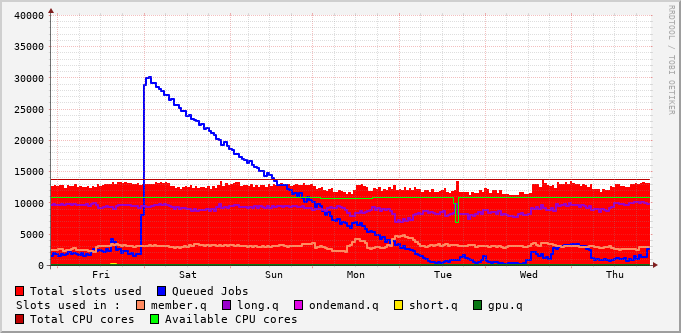 RRDTOOL / TOBI OETIKER
40000
35000
30000
25000
20000
15000
10000
5000
0
Fri Sat Sun Mon Tue Wed Thu
Total slots used Queued Jobs
Slots used in : member.q long.q ondemand.q short.q gpu.q
Total CPU cores Available CPU cores